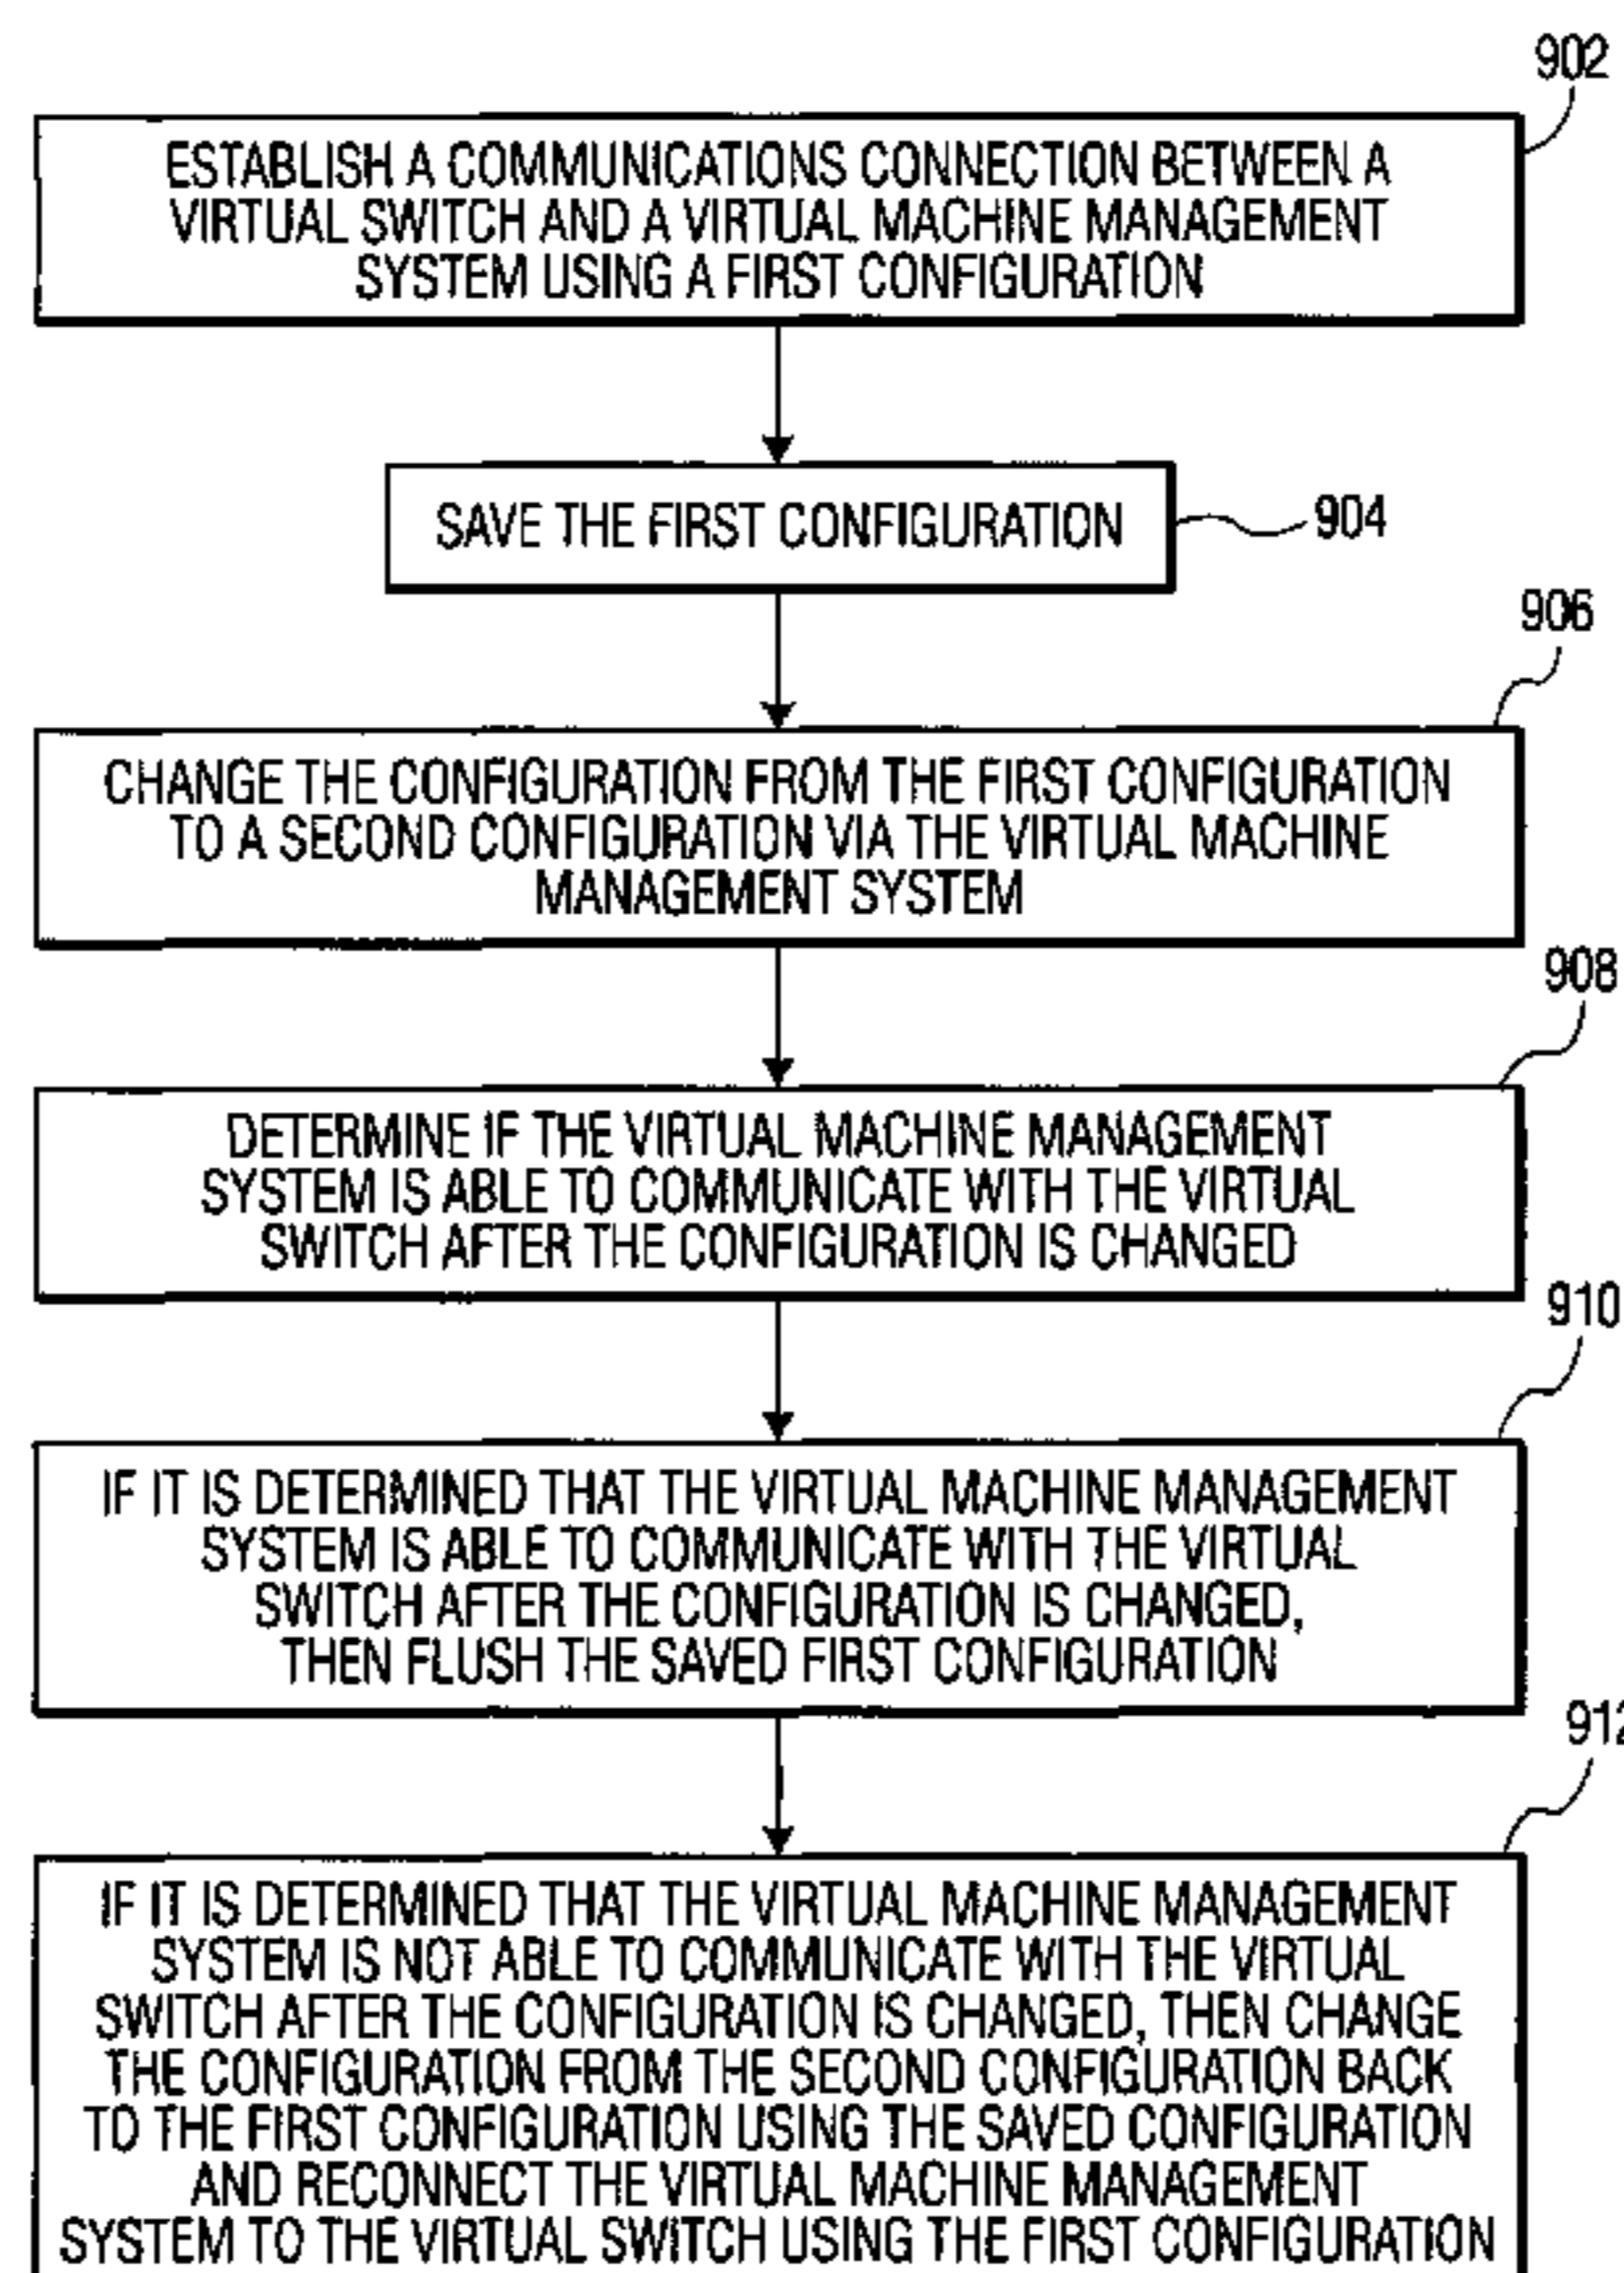 902
ESTABLISH A COMMUNICATIONS CONNECTION BETWEEN A
VIRTUAL SWITCH AND A VIRTUAL MACHINE MANAGEMENT
SYSTEM USING A FIRST CONFIGURATION
SAVE THE FIRST CONFIGURATION
904
906
CHANGE THE CONFIGURATION FROM THE FIRST CONFIGURATION
TO A SECOND CONFIGURATION VIA THE VIRTUAL MACHINE
MANAGEMENT SYSTEM
908
DETERMINE IF THE VIRTUAL MACHINE MANAGEMENT
SYSTEM IS ABLE TO COMMUNICATE WITH THE VIRTUAL
SWITCH AFTER THE CONFIGURATION IS CHANGED
910
IF IT IS DETERMINED THAT THE VIRTUAL MACHINE MANAGEMENT
SYSTEM IS ABLE TO COMMUNICATE WITH THE VIRTUAL
SWITCH AFTER THE CONFIGURATION IS CHANGED,
THEN FLUSH THE SAVED FIRST CONFIGURATION
912
IF IT IS DETERMINED THAT THE VIRTUAL MACHINE MANAGEMENT
SYSTEM IS NOT ABLE TO COMMUNICATE WITH THE VIRTUAL
SWITCH AFTER THE CONFIGURATION IS CHANGED, THEN CHANGE
THE CONFIGURATION FROM THE SECOND CONFIGURATION BACK
TO THE FIRST CONFIGURATION USING THE SAVED CONFIGURATION
AND RECONNECT THE VIRTUAL MACHINE MANAGEMENT
SYSTEM TO THE VIRTUAL SWITCH USING THE FIRST CONFIGURATION